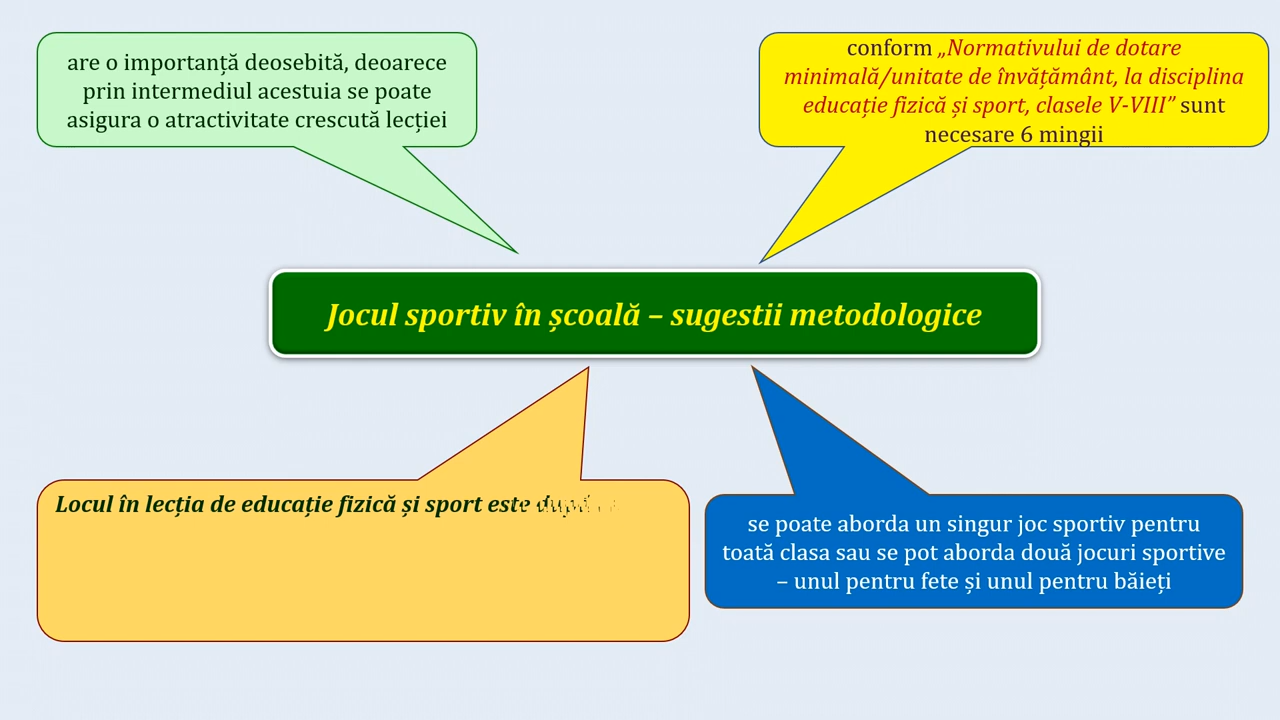 are o importanță deosebită, deoarece
prin intermediul acestuia se poate
asigura o atractivitate crescută lecției
conform „Normativului de dotare
minimală/unitate de învățământ, la disciplina
educație fizică și sport, clasele V-VIII” sunt
necesare 6 mingii
Jocul sportiv în școală – sugestii metodologice
Locul în lecția de educație fizică și sport este
se poate aborda un singur joc sportiv pentru
toată clasa sau se pot aborda două jocuri sportive
– unul pentru fete și unul pentru băieți